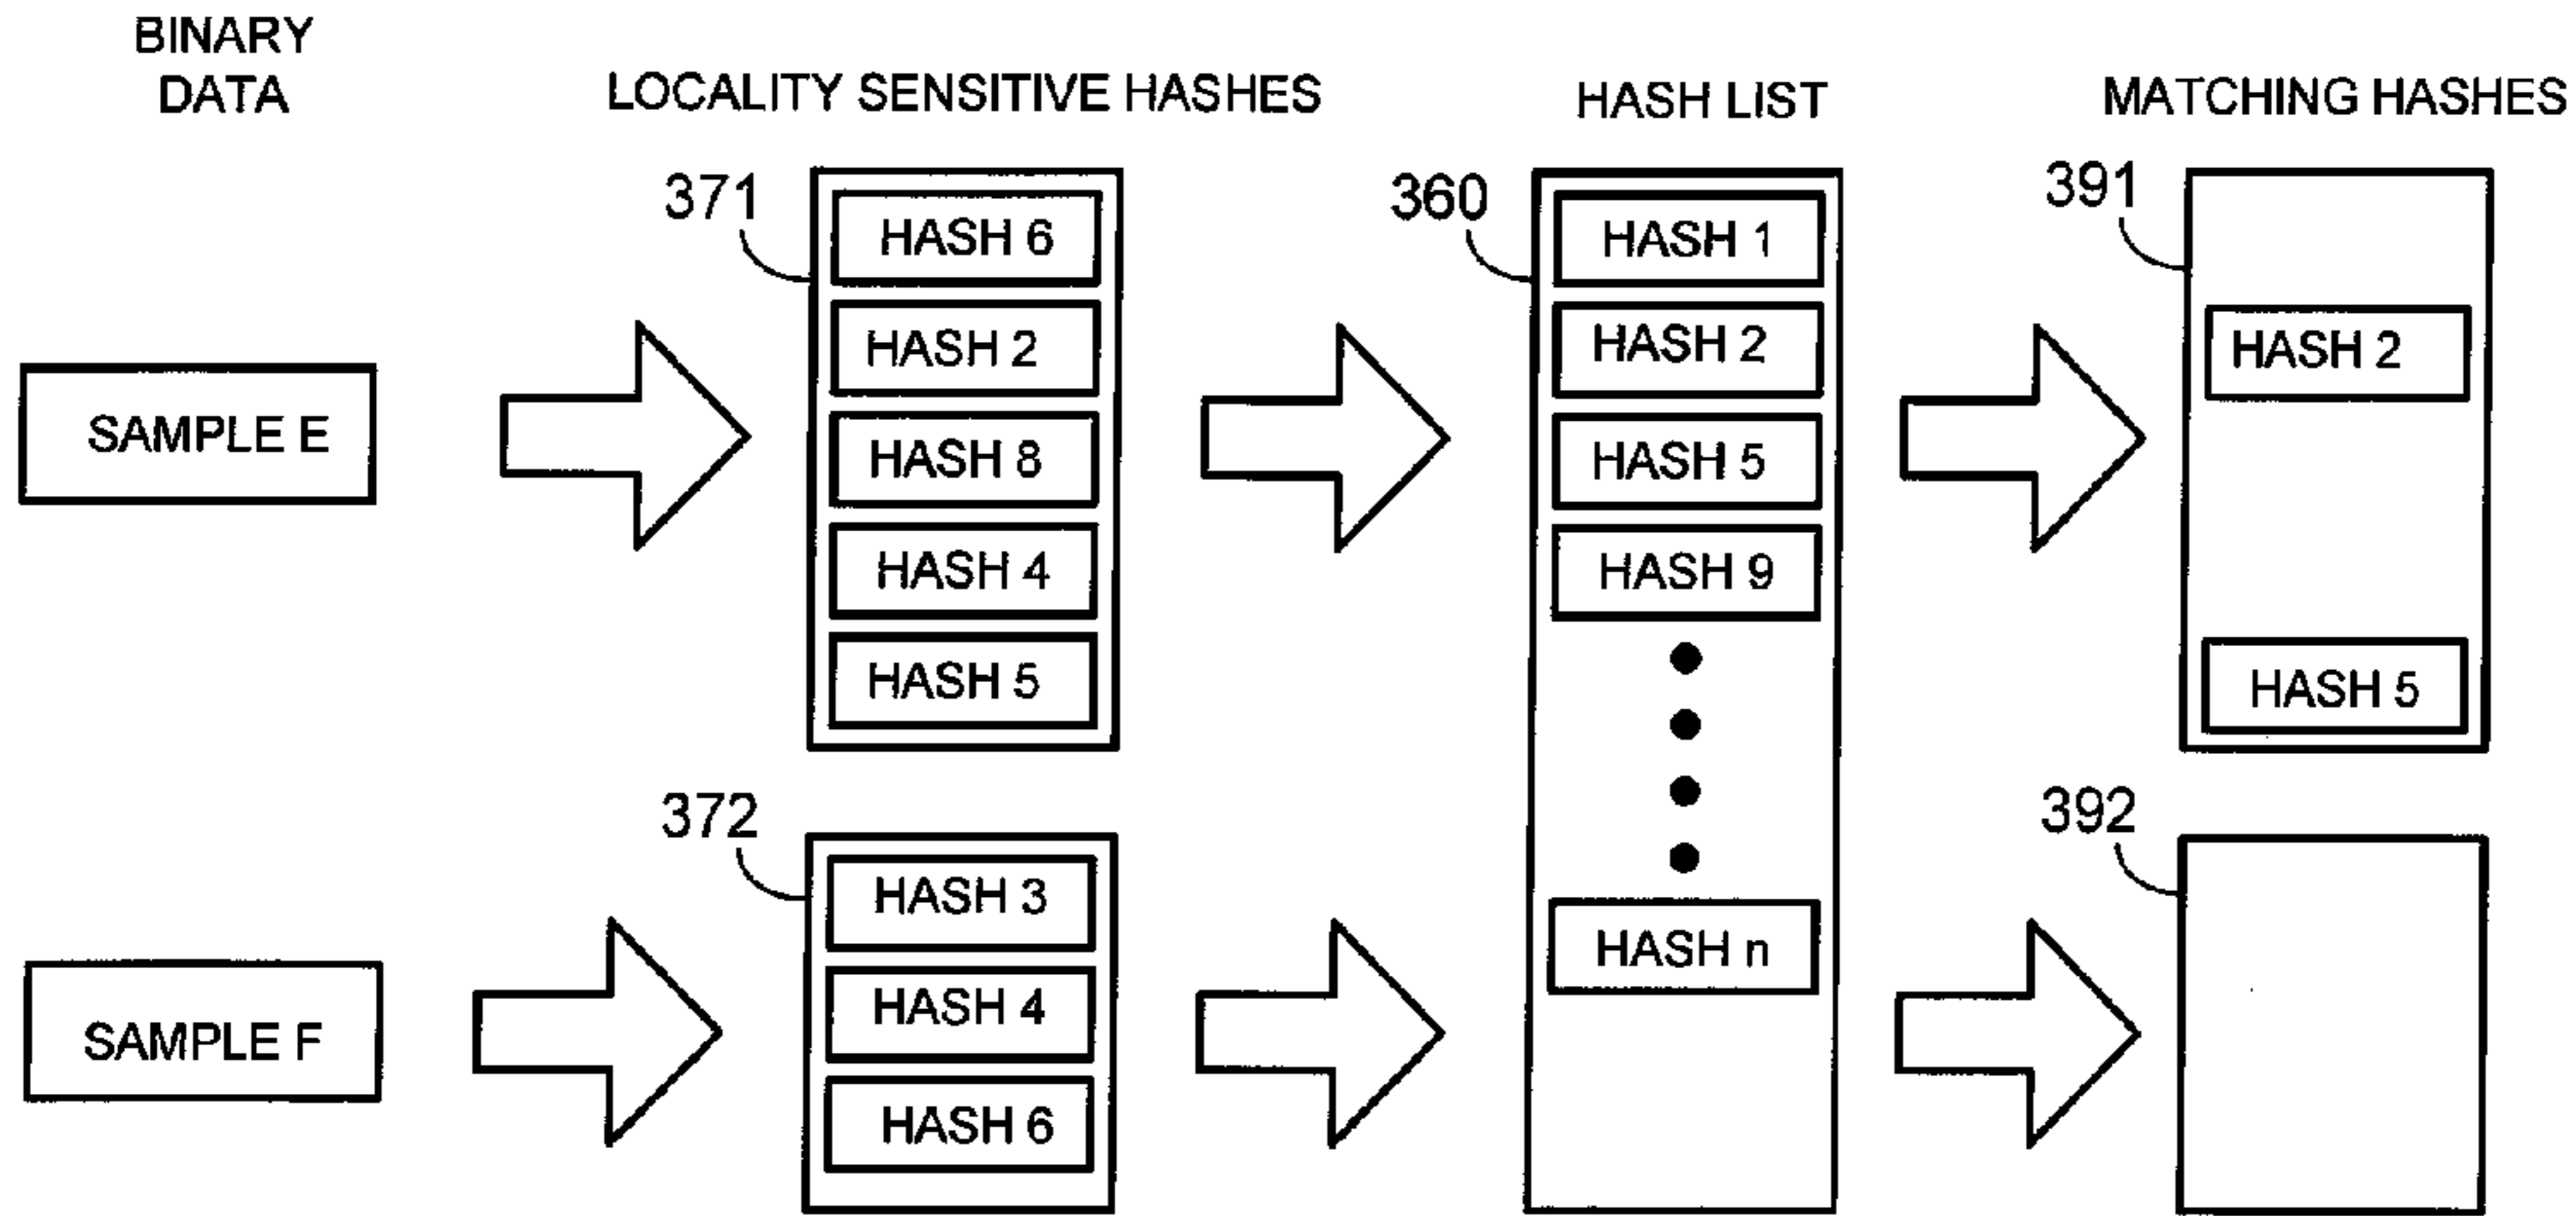 BINARY
DATA
LOCALITY SENSITIVE HASHES
HASH LIST
MATCHING HASHES
371
360
391
HASH 6
HASH 2
HASH 8
HASH 4
HASH 5
HASH 1
HASH 2
HASH 5
HASH 9
HASH n
HASH 2
HASH 5
SAMPLE E
372
392
HASH 3
HASH 4
HASH 6
SAMPLE F